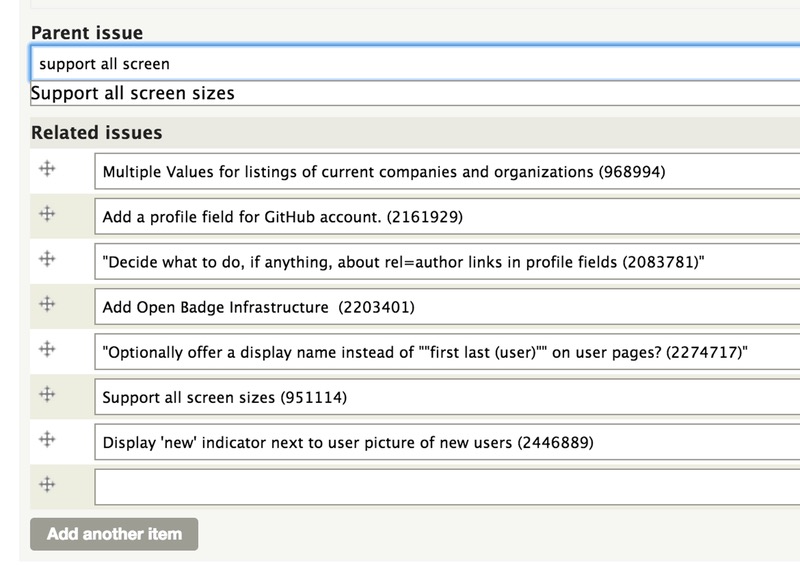 Parent issue
support all screen
Support all screen sizes
Related issues
Multiple Values for listings of current companies and organizations (968994)
Add a profile field for GitHub account. (2161929)
"Decide what to do, if anything, about rel=author links in profile fields (2083781)"
Add Open Badge Infrastructure  (2203401)
"Optionally offer a display name instead of ""first last (user)"" on user pages? (2274717)"
Support all screen sizes (951114)
Display 'new' indicator next to user picture of new users (2446889)
Add another item